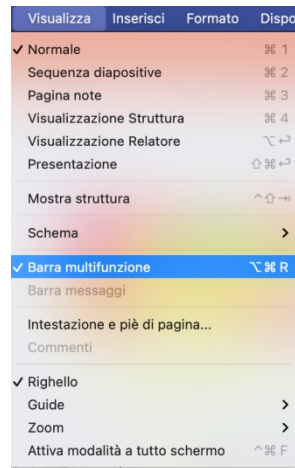 Visualizza Inserisci Formato Dispo
✓ Normale ⌘ 1
Sequenza diapositive ⌘ 2
Pagina note ⌘ 3
Visualizzazione Struttura ⌘ 4
Visualizzazione Relatore ⌥↩
Presentazione ⇧⌘↩
Mostra struttura ^⇧⇥
Schema >
✓ Barra multifunzione ⌥⌘ R
Barra messaggi
Intestazione e piè di pagina...
Commenti
✓ Righello
Guide >
Zoom >
Attiva modalità a tutto schermo ^⌘ F